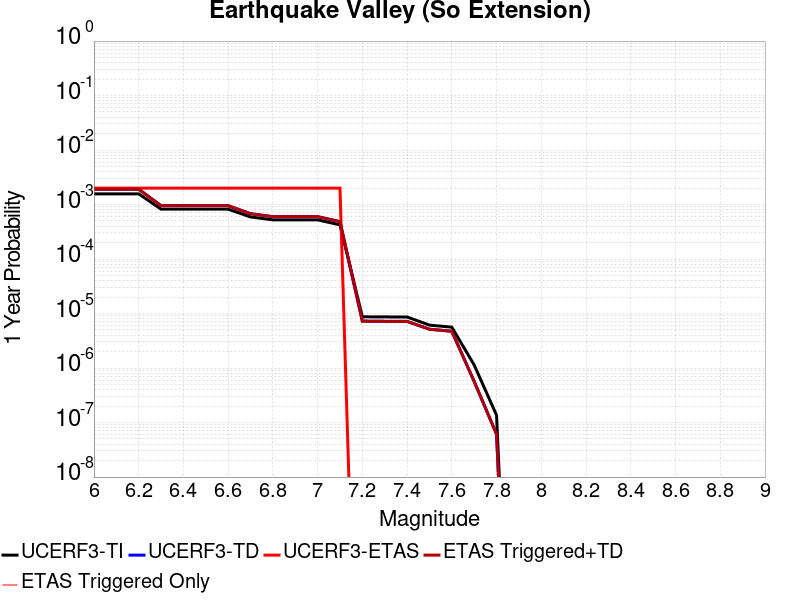 Earthquake Valley (So Extension)
10^0
10^-1
10^-2
10^-3
10^-4
10^-5
10^-6
10^-7
10^-8
1 Year Probability
6 6.2 6.4 6.6 6.8 7 7.2 7.4 7.6 7.8 8 8.2 8.4 8.6 8.8 9
Magnitude
UCERF3-TI UCERF3-TD UCERF3-ETAS ETAS Triggered+TD
ETAS Triggered Only